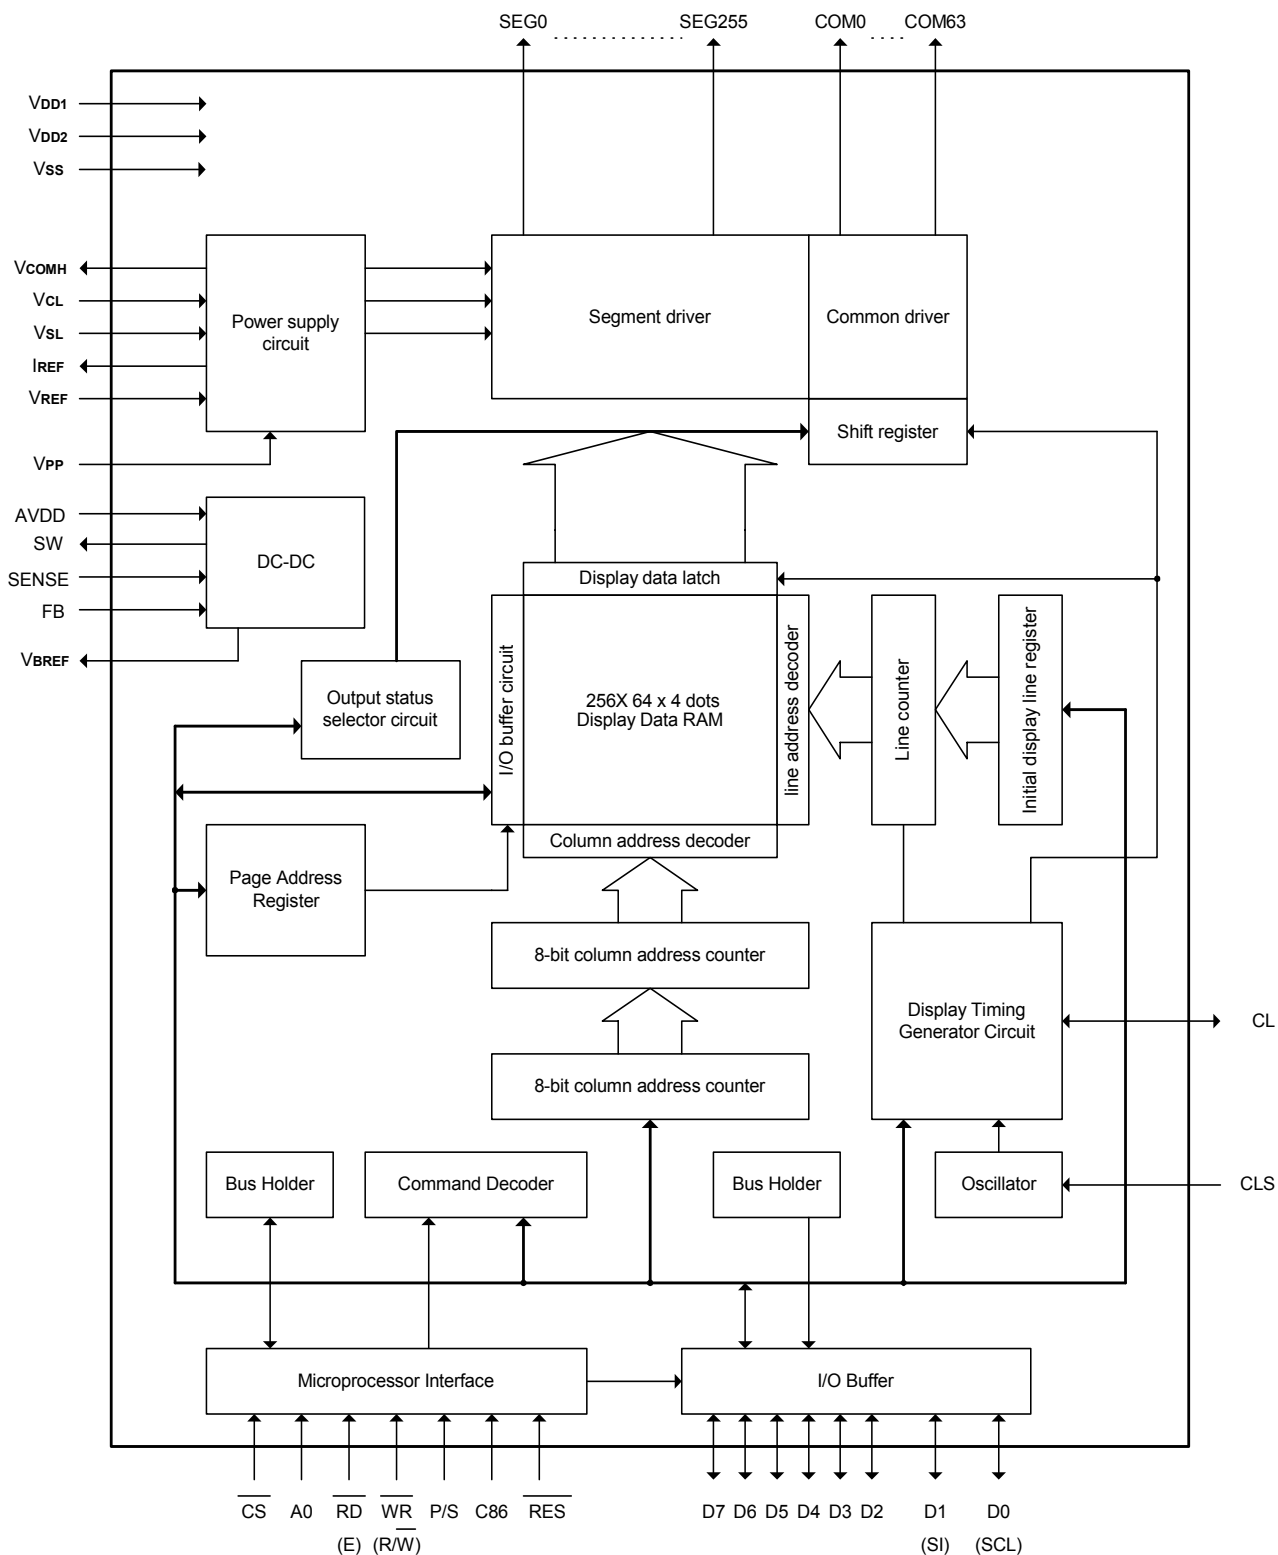 SEG0 . . . . . . . . . . . . . . . . SEG255 COM0 . . . . COM63
VDD1
VDD2
VSS
VCOMH
VCL
VSL
IREF
VREF
VPP
Power supply
circuit
Segment driver
Common driver
Shift register
AVDD
SW
SENSE
FB
VBREF
DC-DC
Display data latch
Output status
selector circuit
I/O buffer circuit
256X 64 x 4 dots
Display Data RAM
line address decoder
Line counter
Initial display line register
Column address decoder
Page Address
Register
8-bit column address counter
Display Timing
Generator Circuit
CL
8-bit column address counter
Bus Holder
Command Decoder
Bus Holder
Oscillator
CLS
Microprocessor Interface
I/O Buffer
C̅S̅ A0 R̅D̅ W̅R̅ P/S C86 R̅E̅S̅ D7 D6 D5 D4 D3 D2 D1 D0
(E) (R/W̅) (SI) (SCL)